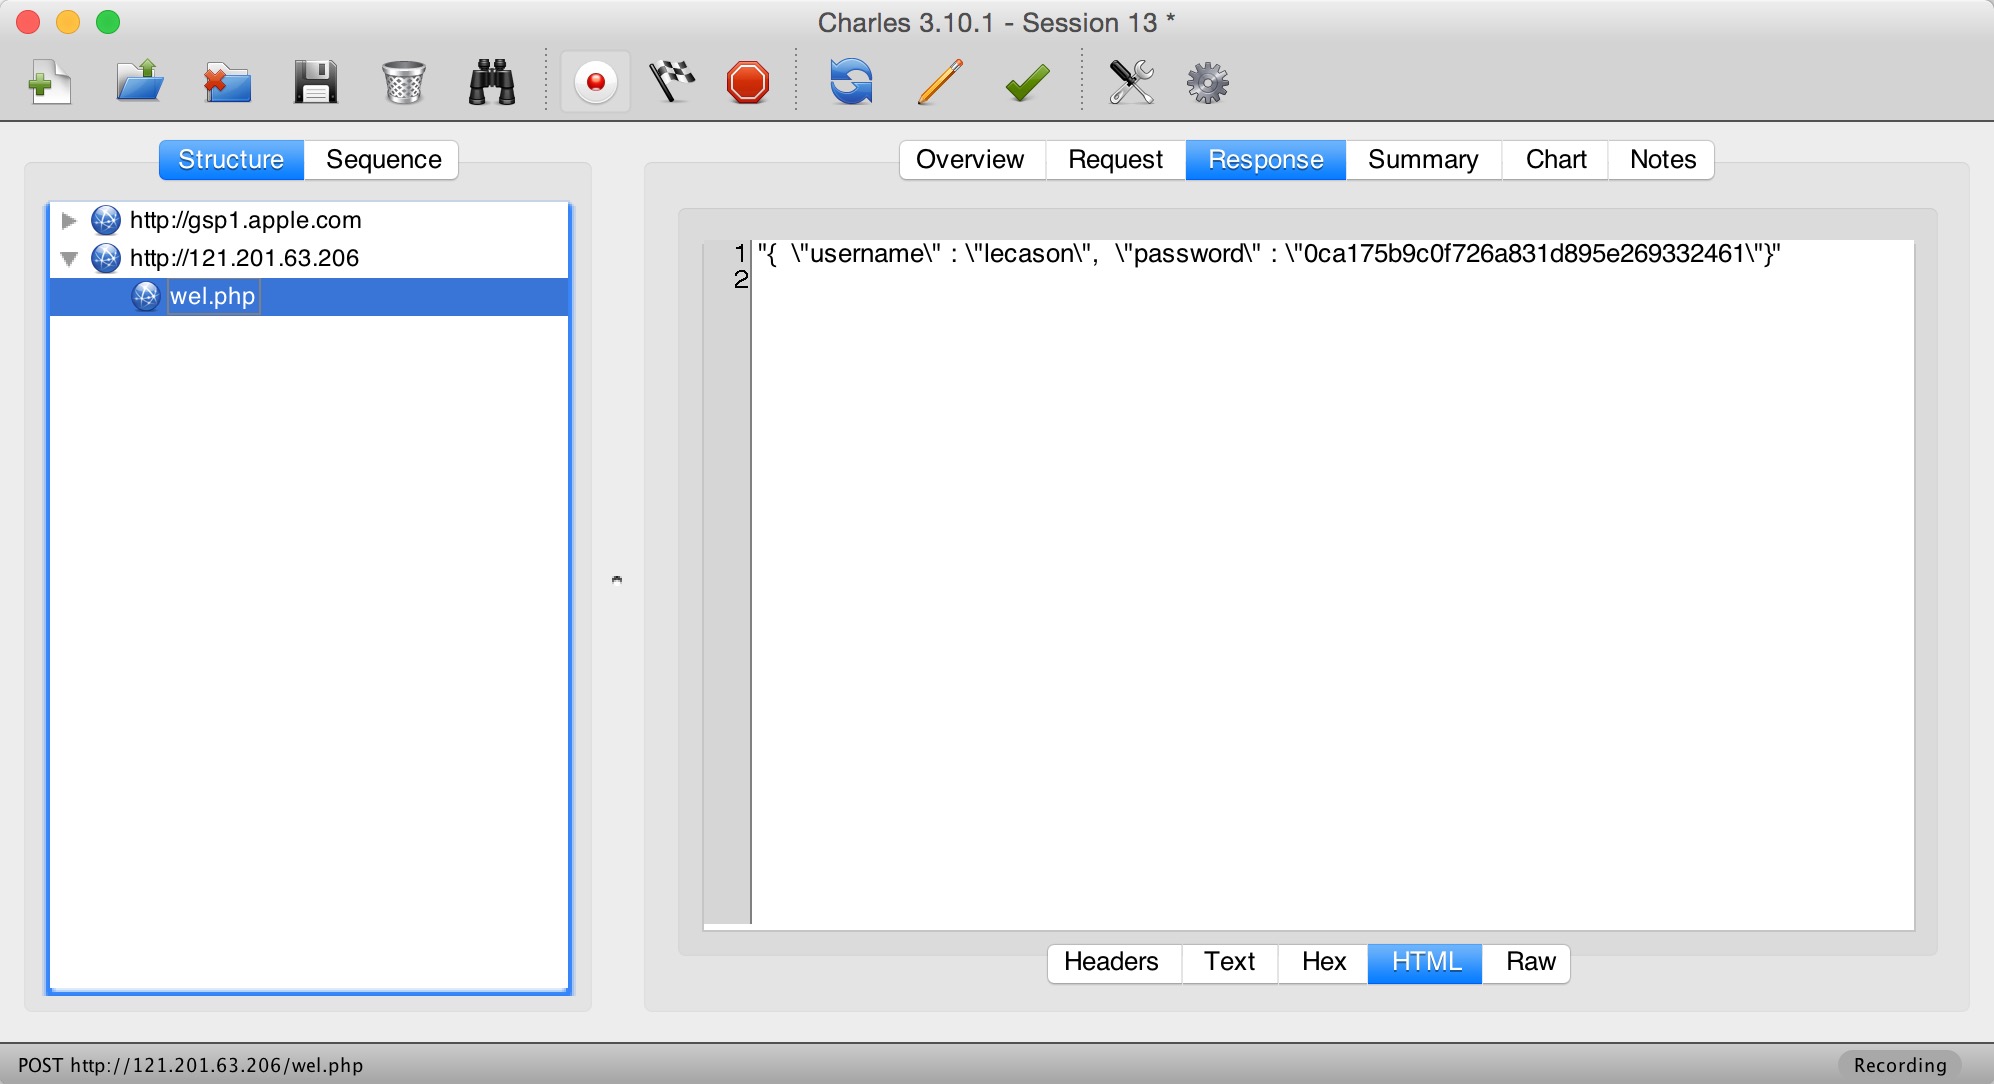 Charles 3.10.1 - Session 13 *
Structure Sequence
Overview Request Response Summary Chart Notes
http://gsp1.apple.com
http://121.201.63.206
wel.php
1 "{  \"username\" : \"lecason\",  \"password\" : \"0ca175b9c0f726a831d895e269332461\"}"
2
Headers Text Hex HTML Raw
POST http://121.201.63.206/wel.php
Recording